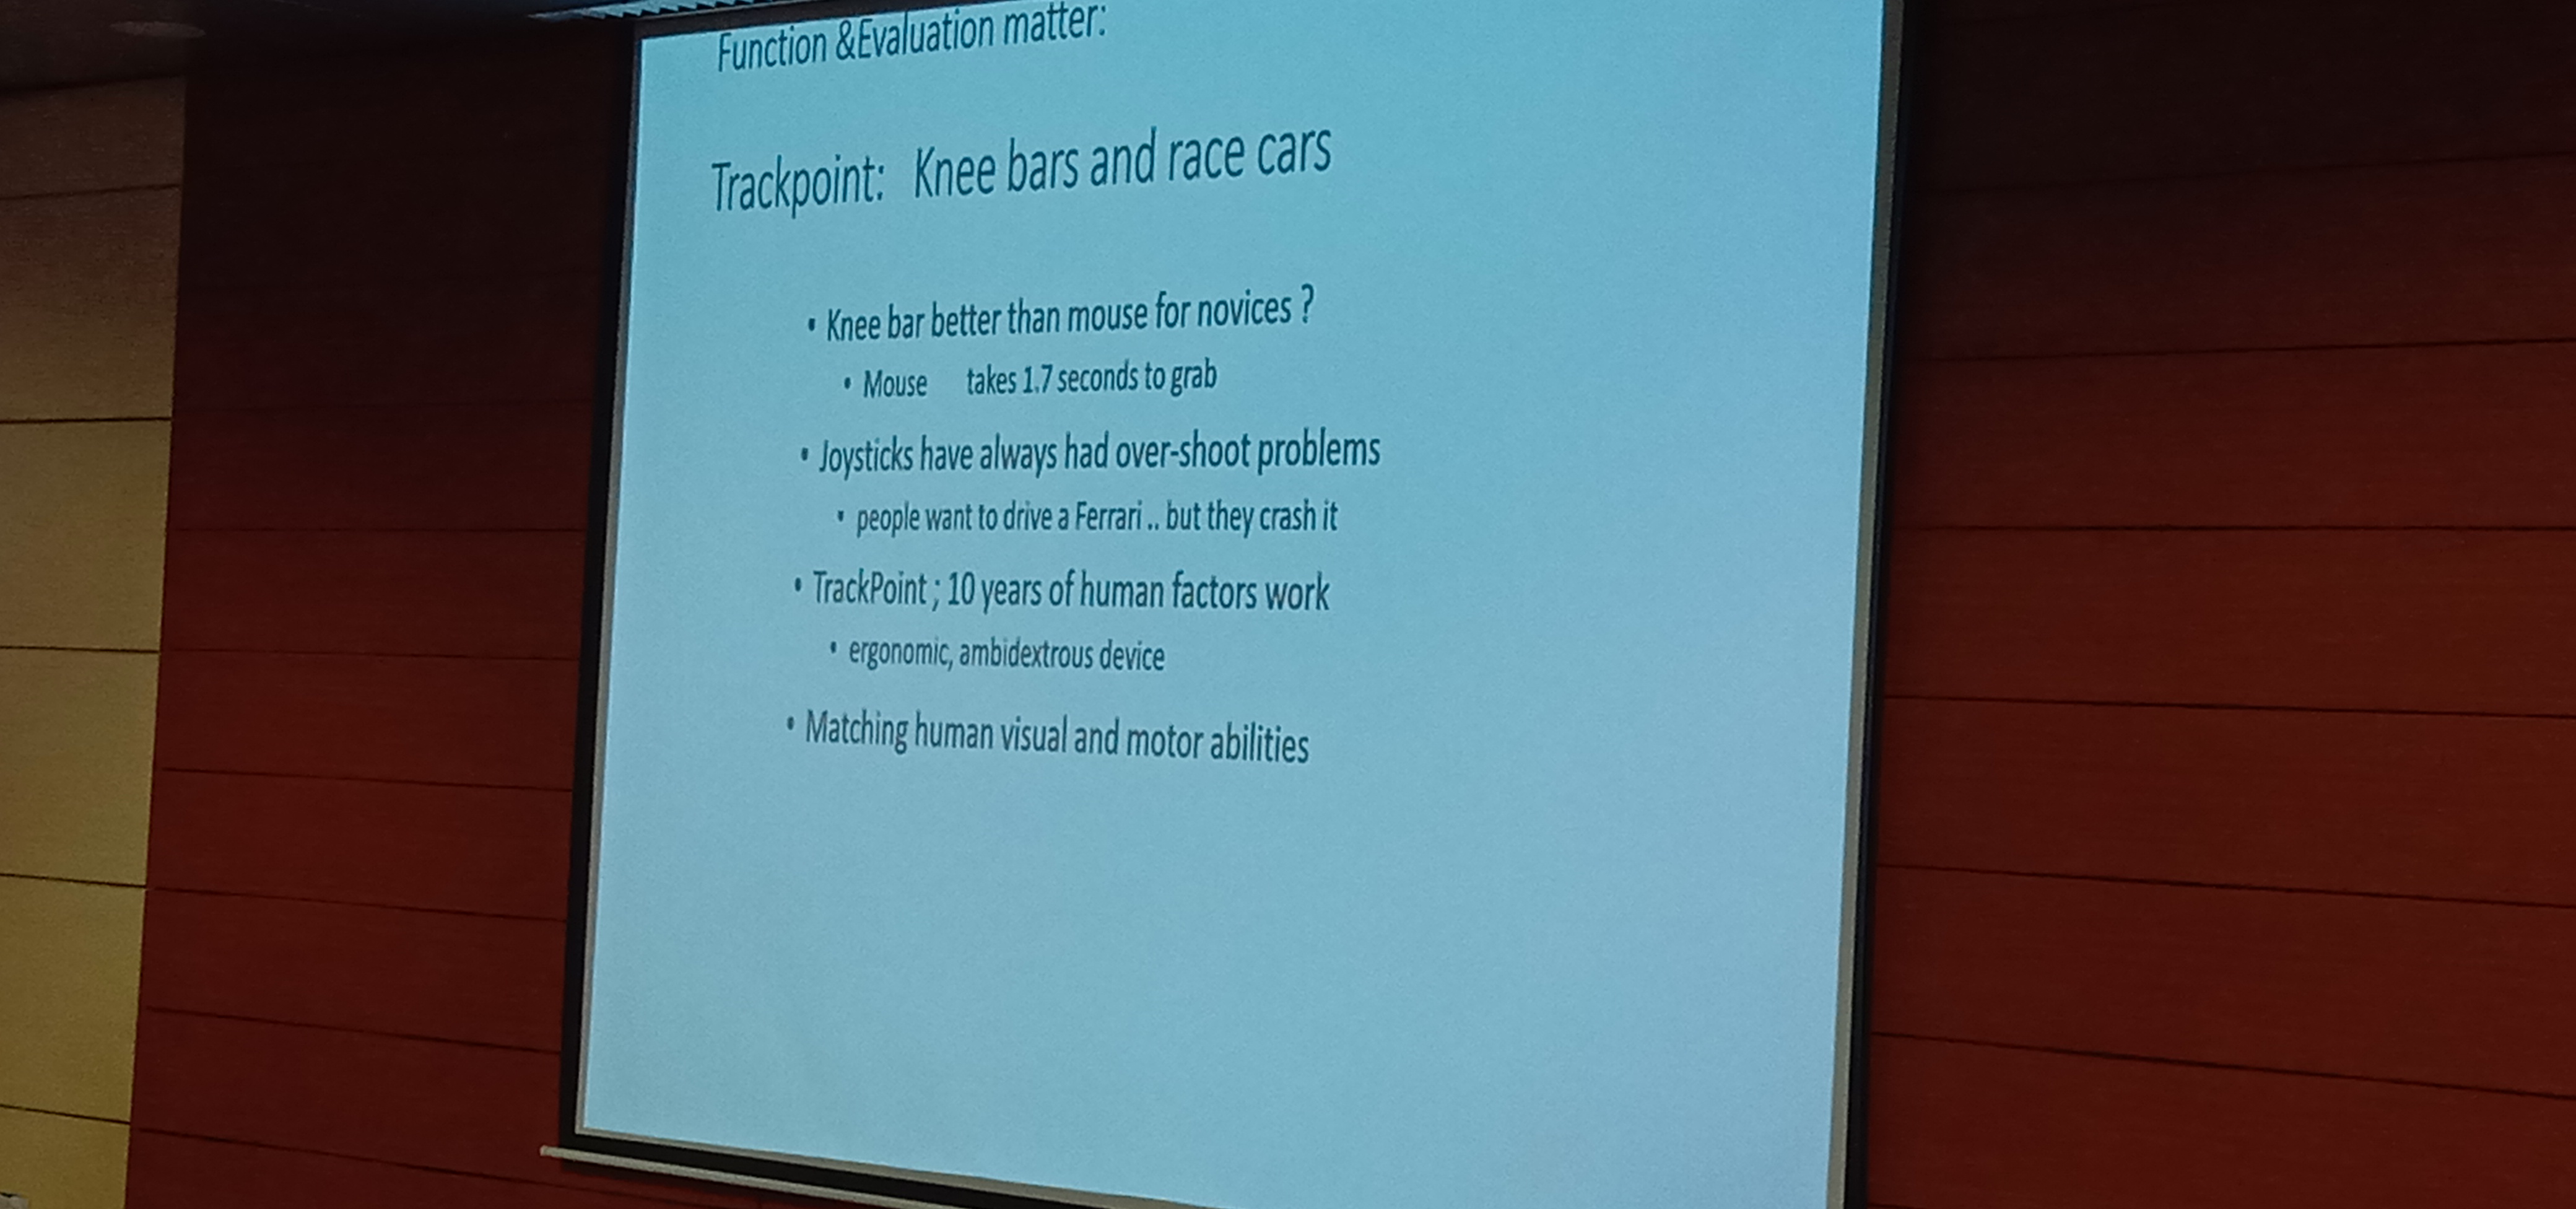 Function &Evaluation matter:
Trackpoint: Knee bars and race cars
• Knee bar better than mouse for novices ?
• Mouse takes 1.7 seconds to grab
• Joysticks have always had over-shoot problems
• people want to drive a Ferrari .. but they crash it
• TrackPoint ; 10 years of human factors work
• ergonomic, ambidextrous device
• Matching human visual and motor abilities